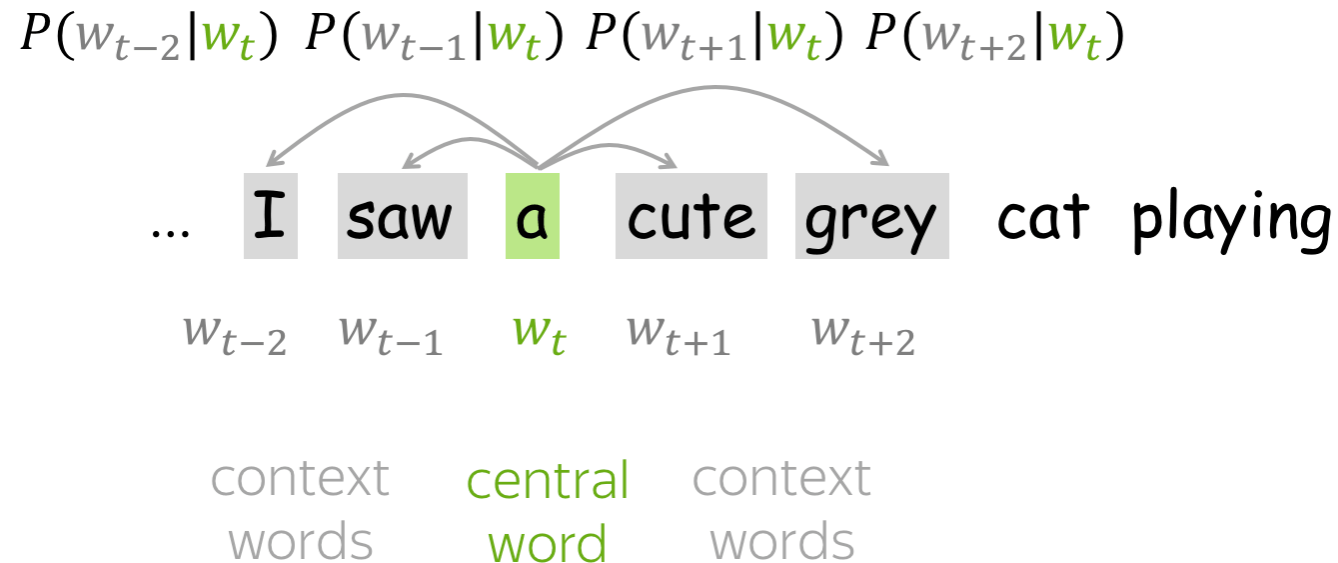 P(w_{t−2}|w_t) P(w_{t−1}|w_t) P(w_{t+1}|w_t) P(w_{t+2}|w_t)
... I saw a cute grey cat playing
w_{t−2} w_{t−1} w_t w_{t+1} w_{t+2}
context central context
words word words